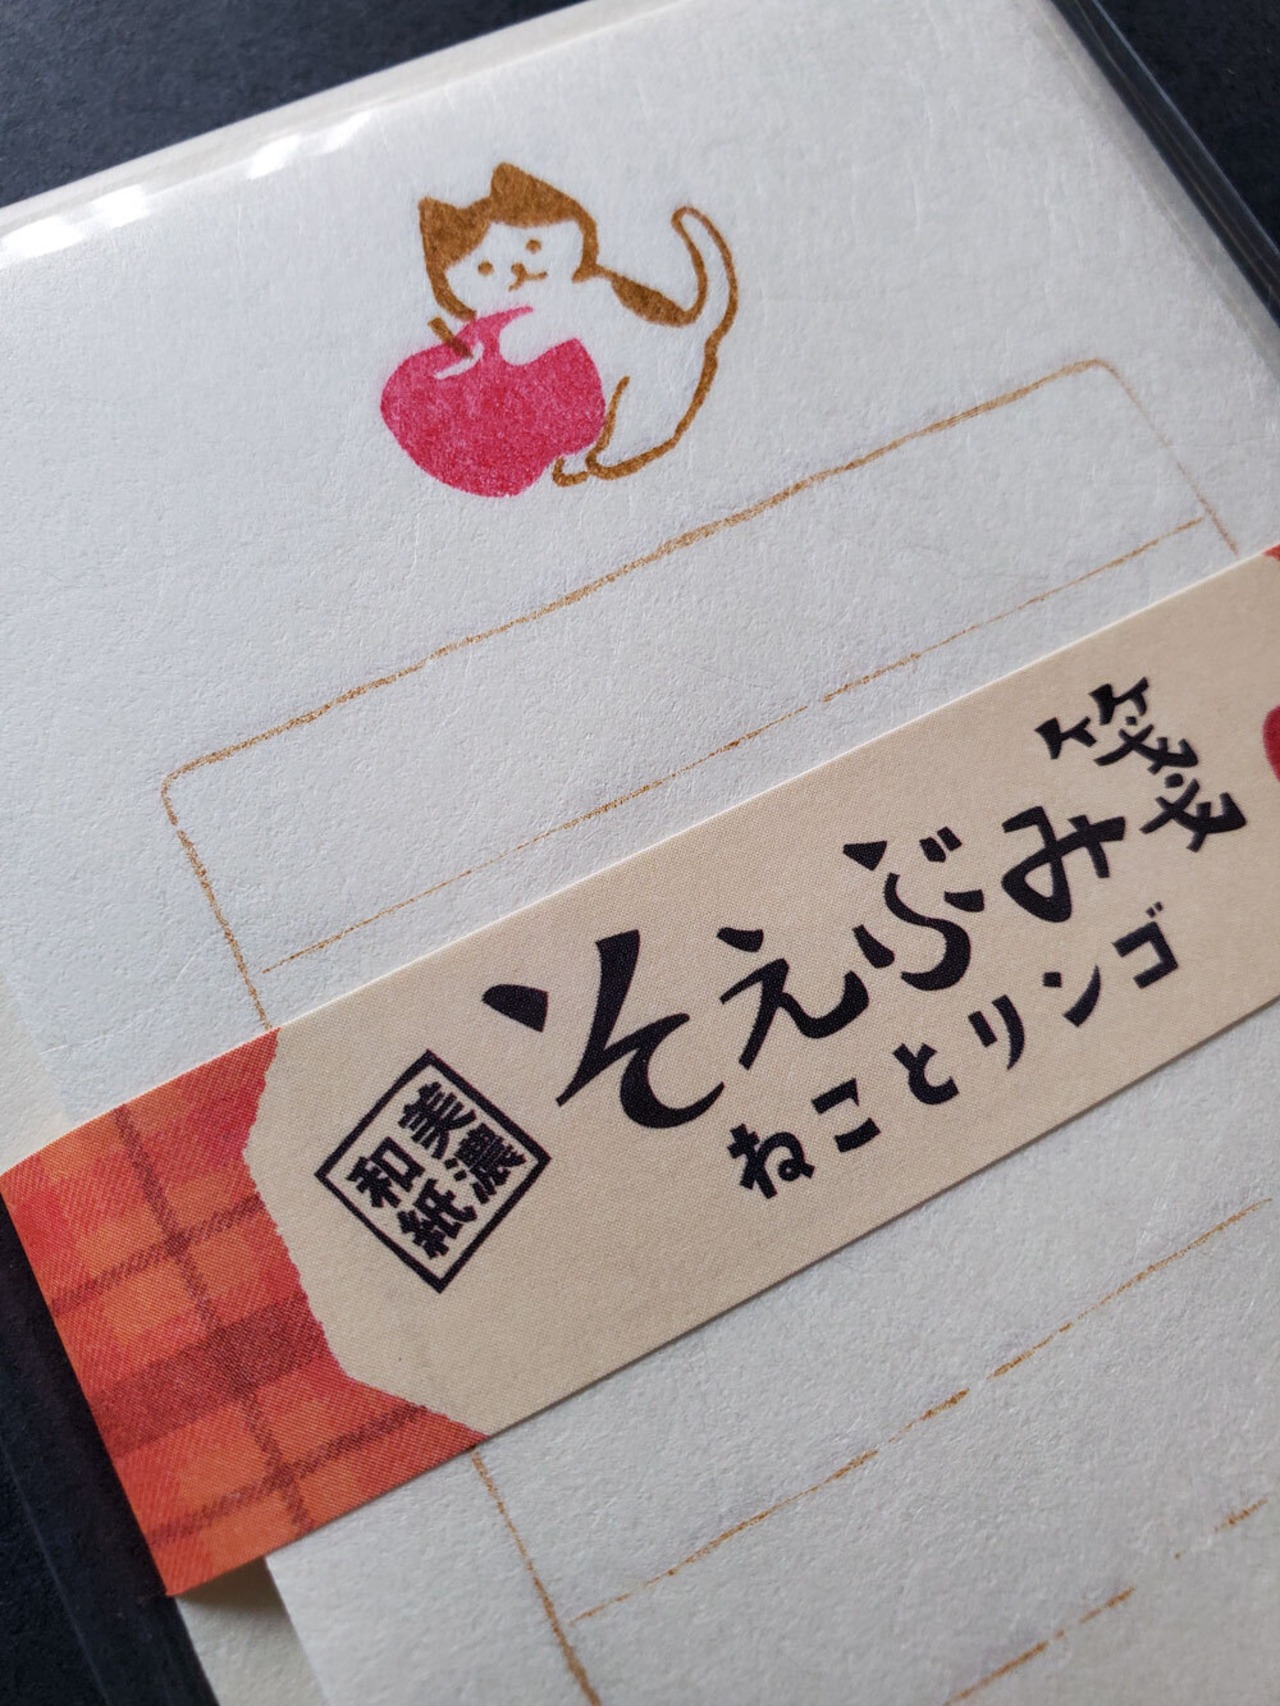 そえぶみ箋
ねことリンゴ
美濃
和紙